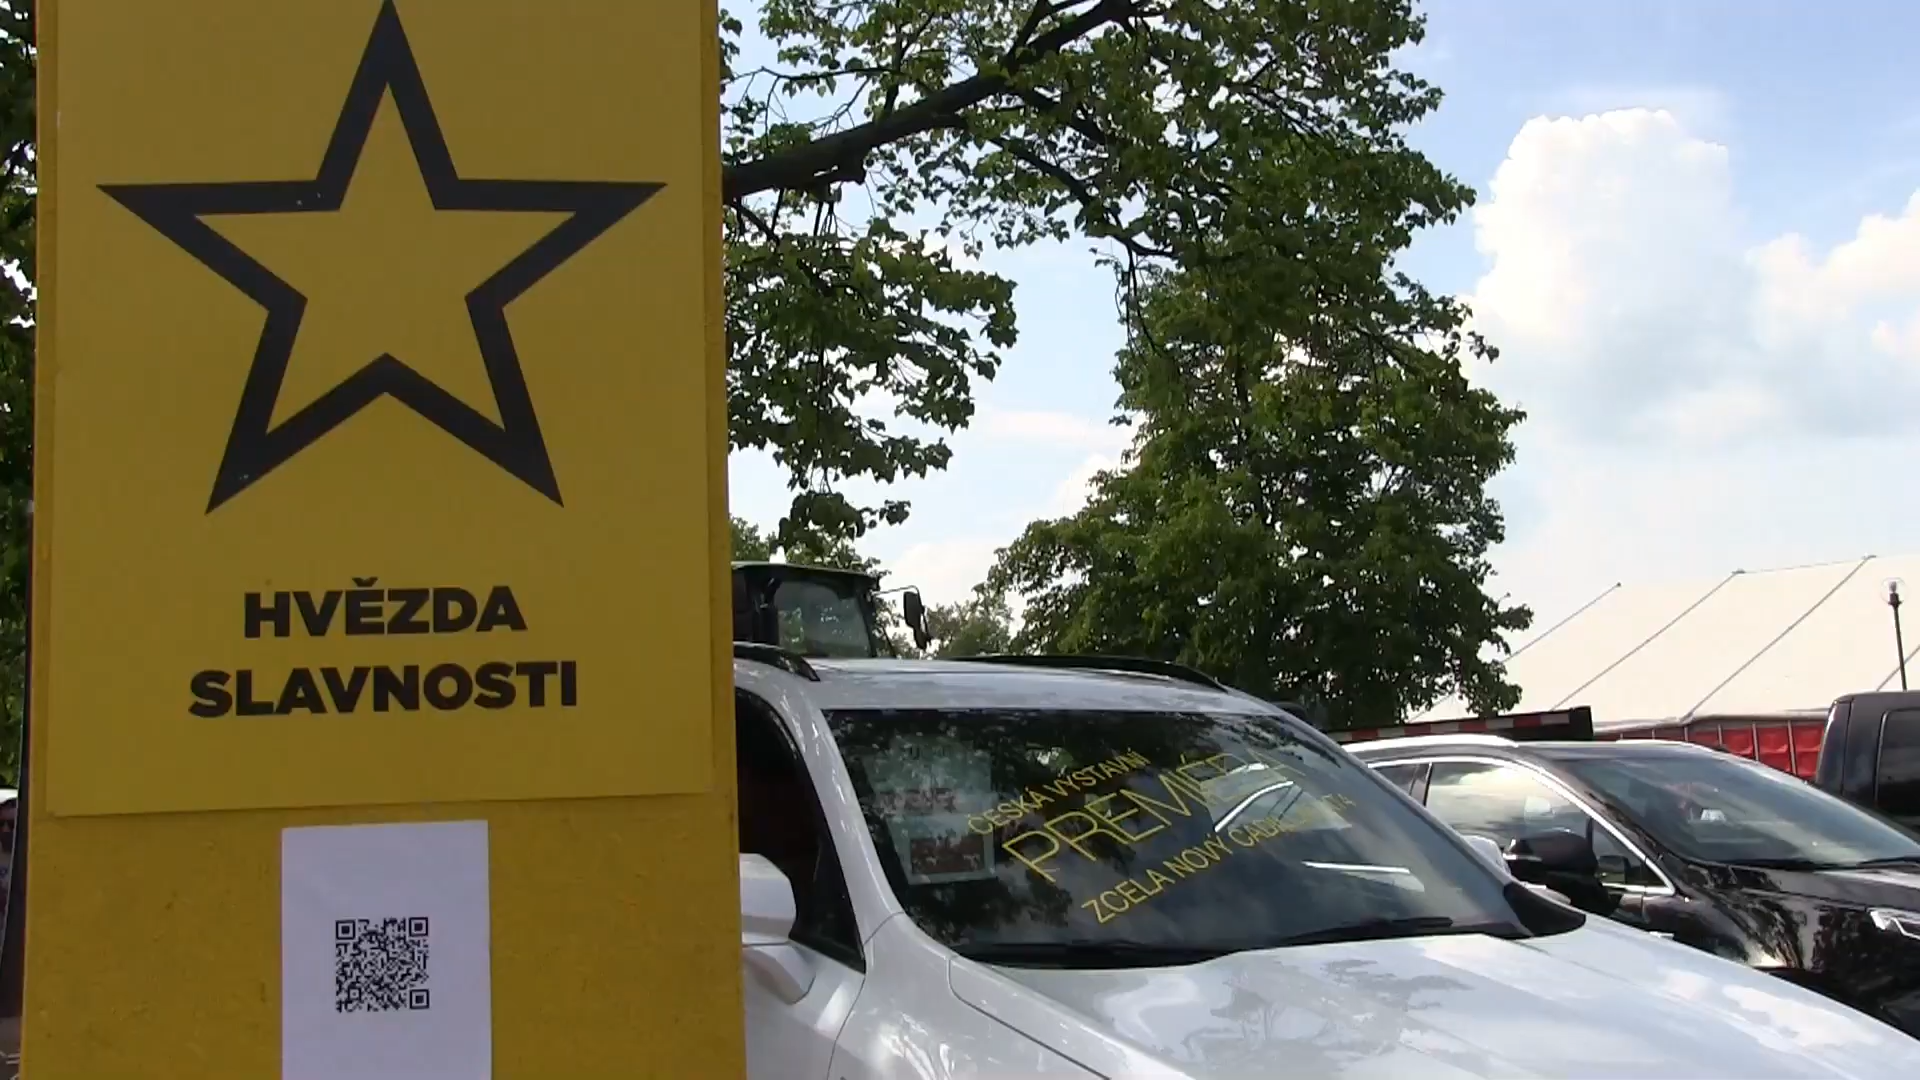 HVĚZDA
SLAVNOSTI
ČESKÁ VÝSTAVNÍ
PREMIÉRA
ZCELA NOVÝ CADILLAC